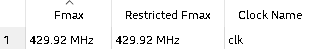 Fmax Restricted Fmax Clock Name
1 429.92 MHz 429.92 MHz clk